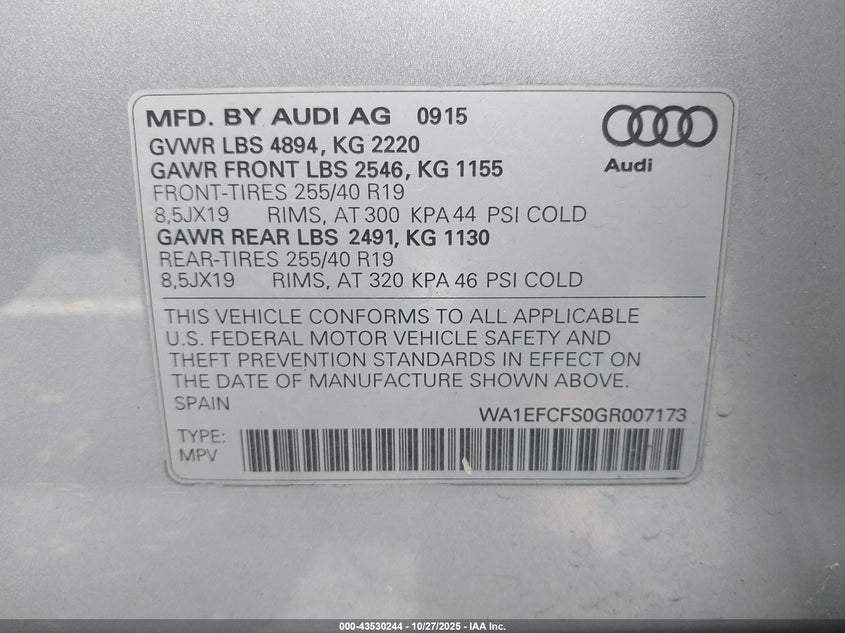 MFD. BY AUDI AG 0915
GVWR LBS 4894, KG 2220
GAWR FRONT LBS 2546, KG 1155
FRONT-TIRES 255/40 R19
8,5JX19 RIMS, AT 300 KPA 44 PSI COLD
GAWR REAR LBS 2491, KG 1130
REAR-TIRES 255/40 R19
8,5JX19 RIMS, AT 320 KPA 46 PSI COLD
Audi
THIS VEHICLE CONFORMS TO ALL APPLICABLE
U.S. FEDERAL MOTOR VEHICLE SAFETY AND
THEFT PREVENTION STANDARDS IN EFFECT ON
THE DATE OF MANUFACTURE SHOWN ABOVE.
SPAIN
WA1EFCFS0GR007173
TYPE:
MPV
000-43530244 - 10/27/2025 - IAA Inc.